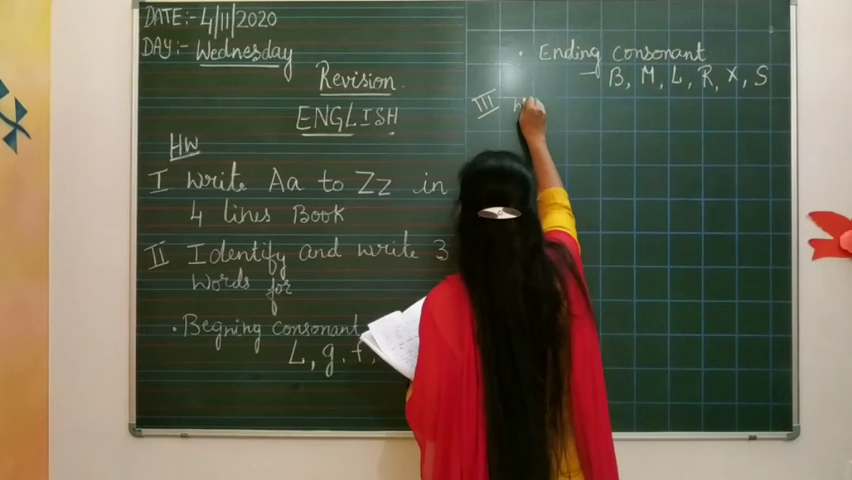 DATE:- 4/11/2020
DAY:- Wednesday
Revision
ENGLISH
HW
I write Aa to Zz in
4 lines Book
II Identify and write 3
words for
• Begning consonant
L, g, t,
• Ending consonant
→ B, M, L, R, X, S
III W